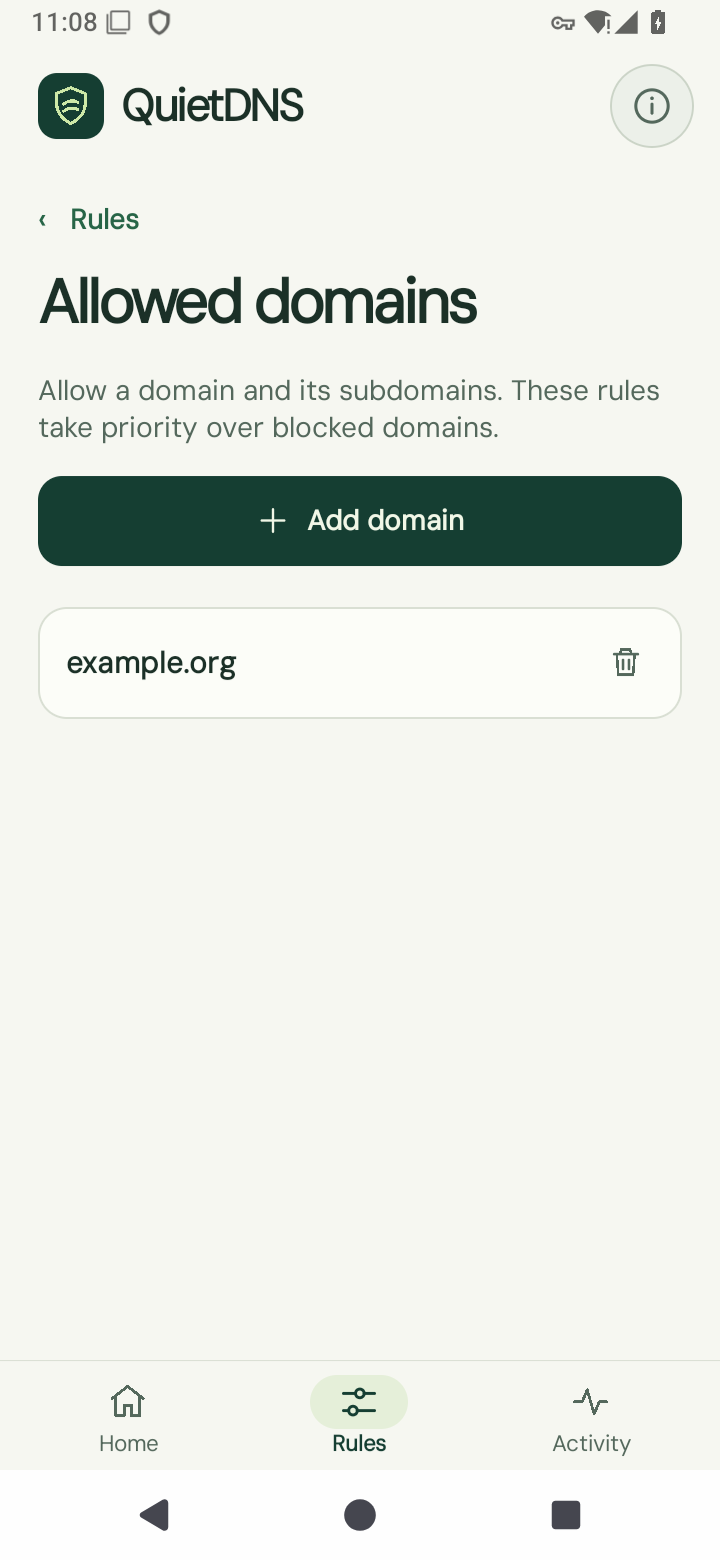 11:08
QuietDNS
‹ Rules
Allowed domains
Allow a domain and its subdomains. These rules
take priority over blocked domains.
+ Add domain
example.org
Home
Rules
Activity